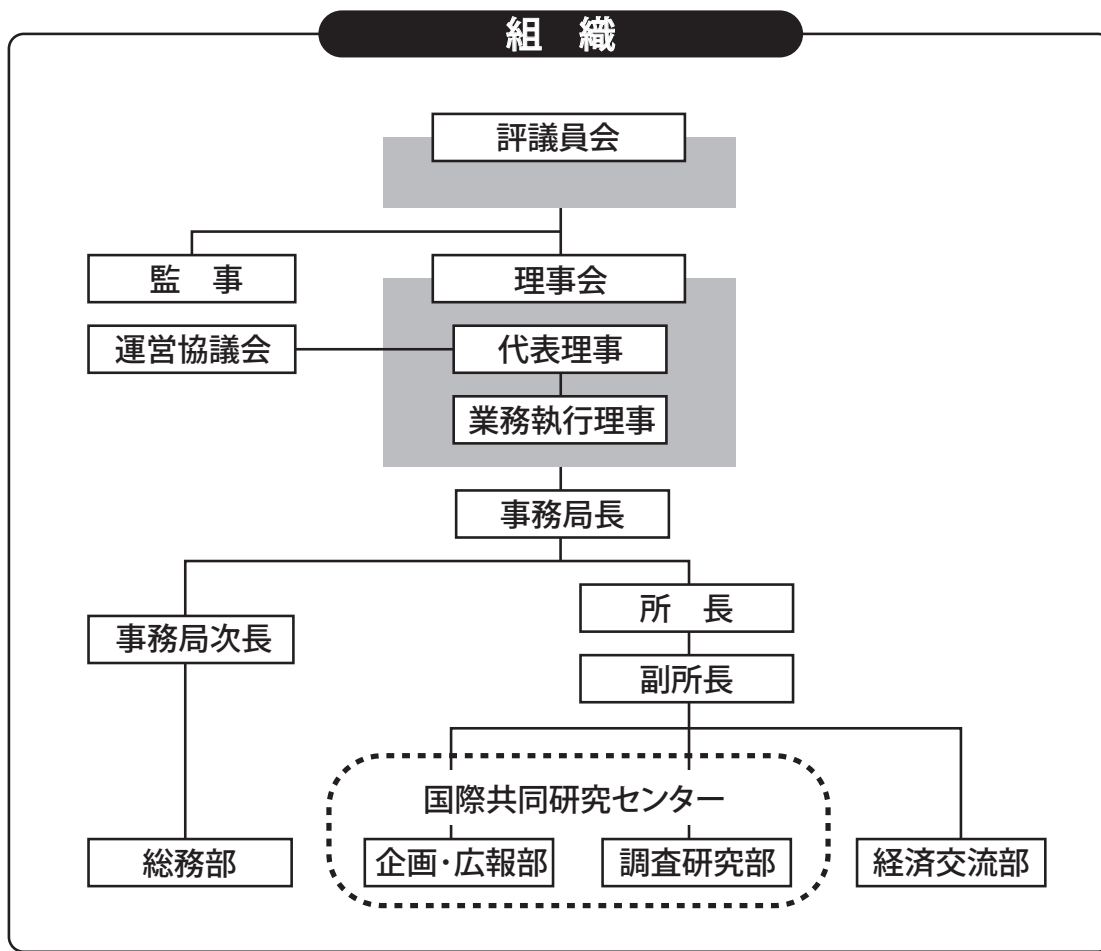 組　織
評議員会
監　事
理事会
運営協議会
代表理事
業務執行理事
事務局長
所　長
事務局次長
副所長
国際共同研究センター
総務部
企画・広報部
調査研究部
経済交流部